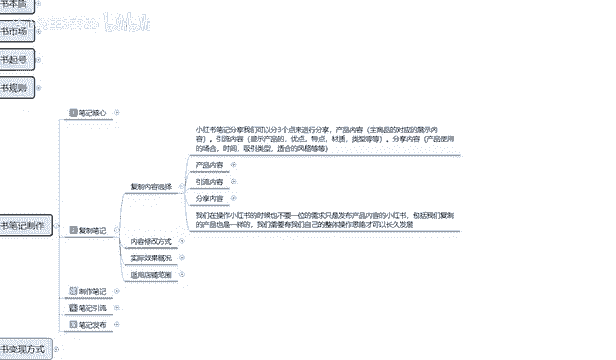 书本质
书市场
书起号
书规则
笔记核心
小红书笔记分享我们可以分3个点来进行分享，产品内容（主商品的对应的展示内
容）。引流内容（显示产品的，优点，特点，材质，类型等等）。分享内容（产品使用
的场合，时间，吸引类型，适合的风格等等）
产品内容
复制内容选择
引流内容
分享内容
我们在操作小红书的时候也不要一位的需求只是发布产品内容的小红书，包括我们复制
的产品也是一样的，我们需要有我们自己的整体操作思路才可以长久发展
书笔记制作
复制笔记
内容修改方式
实际效果概况
适用店铺范围
制作笔记
笔记引流
笔记发布
书变现方式